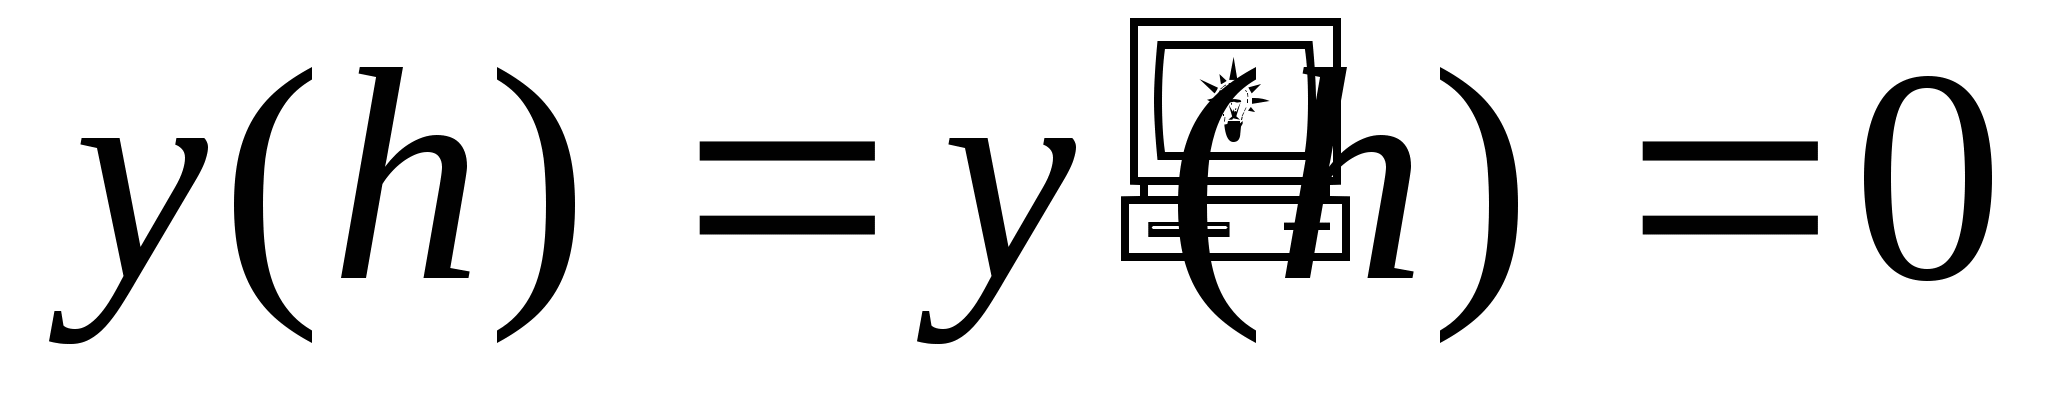 y(h) = y(h) = 0